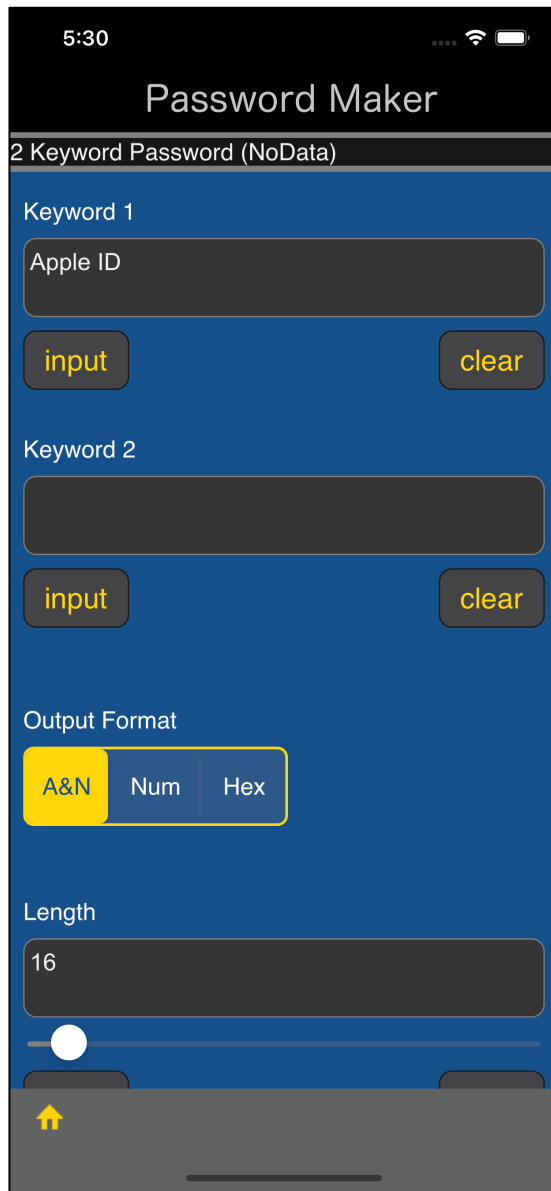 5:30
Password Maker
2 Keyword Password (NoData)
Keyword 1
Apple ID
input clear
Keyword 2
input clear
Output Format
A&N Num Hex
Length
16